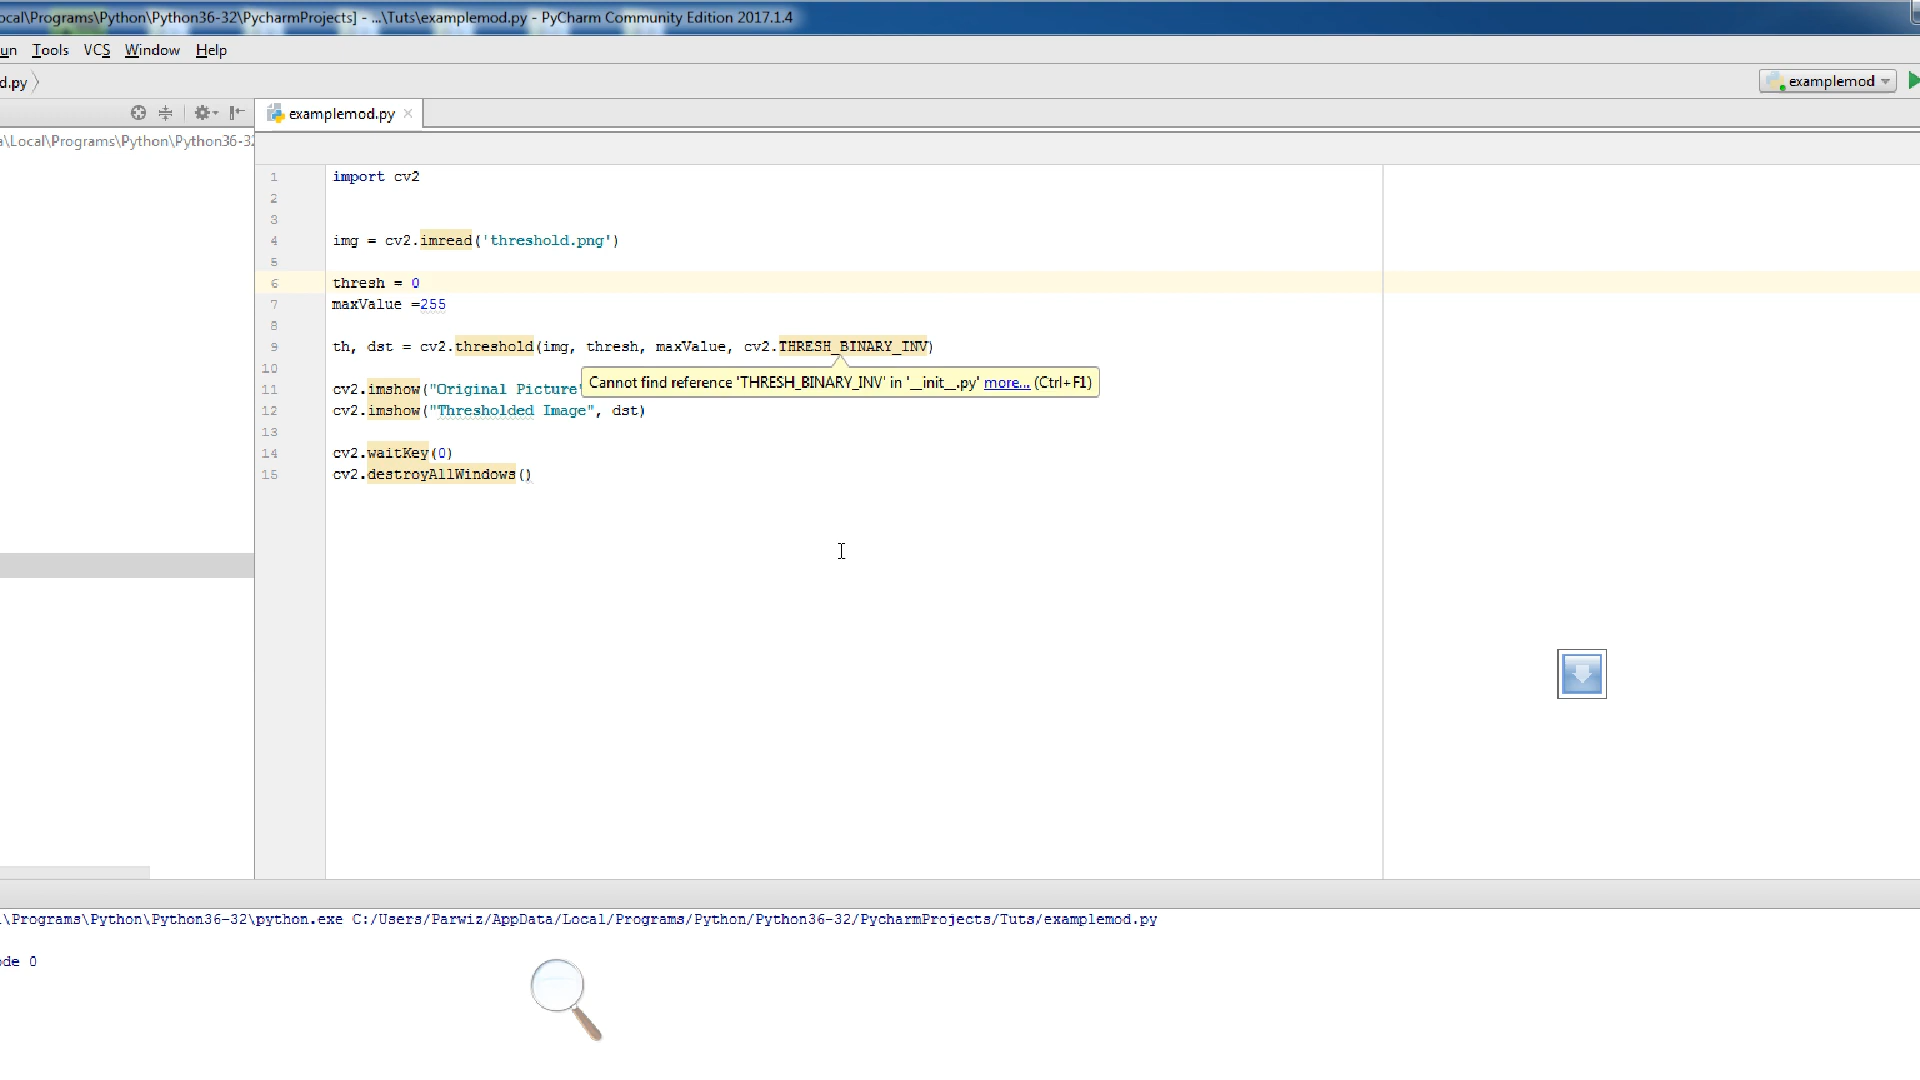 ocal\Programs\Python\Python36-32\PycharmProjects] - ...\Tuts\examplemod.py - PyCharm Community Edition 2017.1.4
un Tools VCS Window Help
d.py
examplemod
examplemod.py
a\Local\Programs\Python\Python36-32
1 import cv2
2
3
4 img = cv2.imread('threshold.png')
5
6 thresh = 0
7 maxValue =255
8
9 th, dst = cv2.threshold(img, thresh, maxValue, cv2.THRESH_BINARY_INV)
10
Cannot find reference 'THRESH_BINARY_INV' in '__init__.py' more... (Ctrl+F1)
11 cv2.imshow("Original Picture"
12 cv2.imshow("Thresholded Image", dst)
13
14 cv2.waitKey(0)
15 cv2.destroyAllWindows()
\Programs\Python\Python36-32\python.exe C:/Users/Parwiz/AppData/Local/Programs/Python/Python36-32/PycharmProjects/Tuts/examplemod.py
ode 0